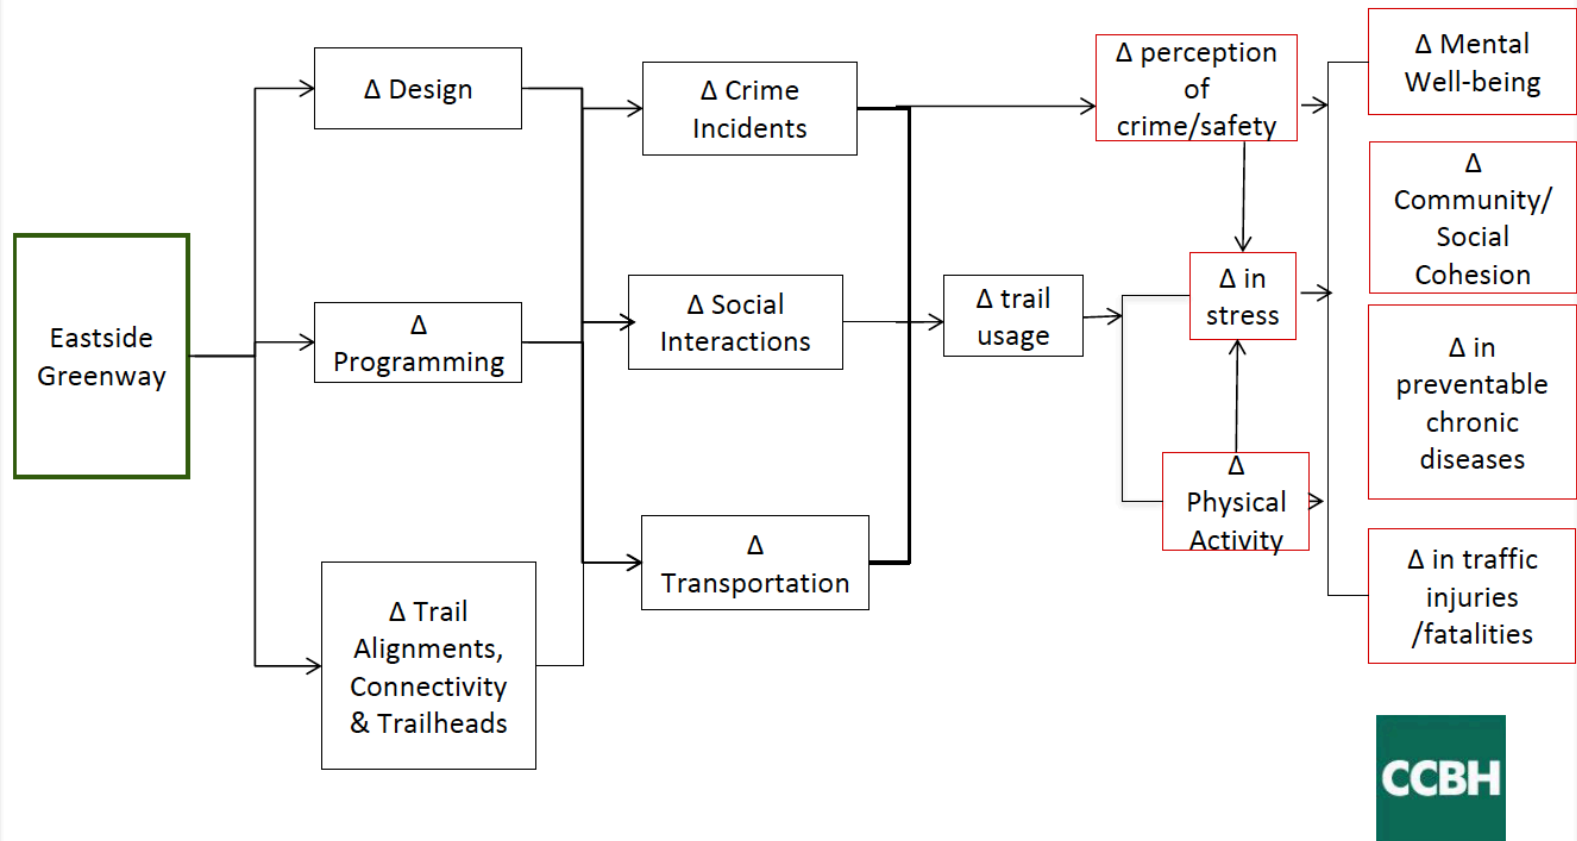 Eastside
Greenway
Δ Design
Δ
Programming
Δ Trail
Alignments,
Connectivity
& Trailheads
Δ Crime
Incidents
Δ Social
Interactions
Δ
Transportation
Δ trail
usage
Δ perception
of
crime/safety
Δ in
stress
Δ
Physical
Activity
Δ Mental
Well-being
Δ
Community/
Social
Cohesion
Δ in
preventable
chronic
diseases
Δ in traffic
injuries
/fatalities
CCBH